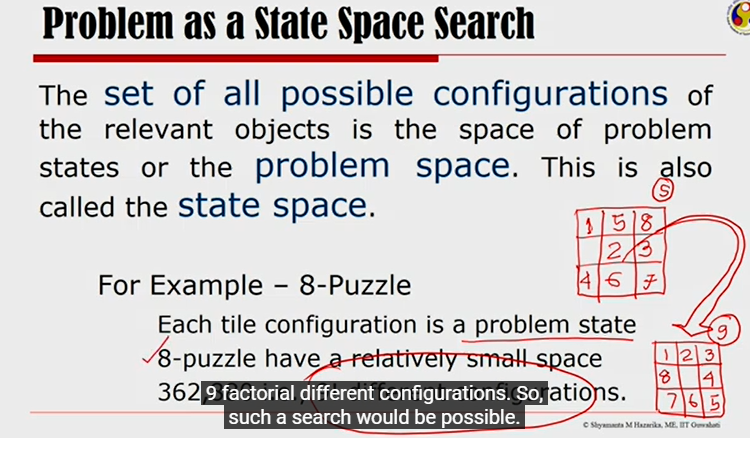 Problem as a State Space Search
The set of all possible configurations of
the relevant objects is the space of problem
states or the problem space. This is also
called the state space.
S
1 5 8
2 3
4 6 7
For Example – 8-Puzzle
Each tile configuration is a problem state
8-puzzle have a relatively small space
362, configurations.
9 factorial different configurations. So,
such a search would be possible.
g
1 2 3
8 4
7 6 5
© Shyamanta M Hazarika, ME, IIT Guwahati